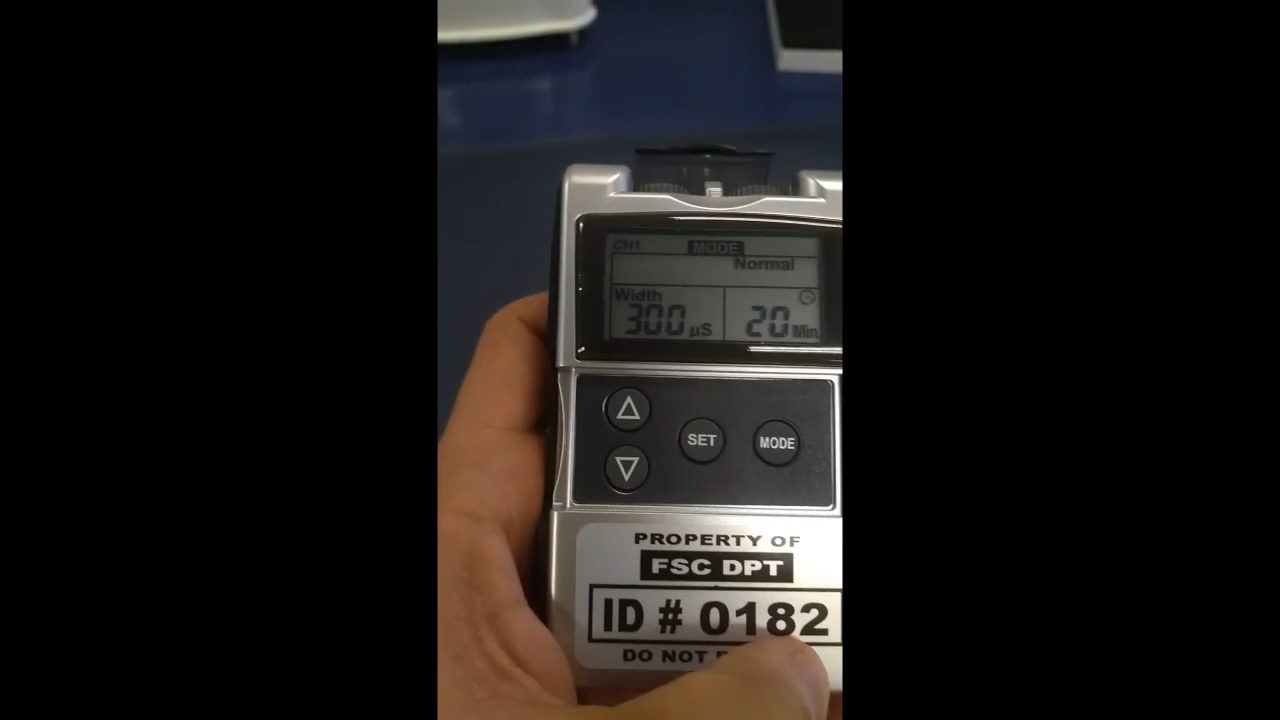 CH1 MODE
Normal
Width
300 µS 20 Min
SET MODE
PROPERTY OF
FSC DPT
ID # 0182
DO NOT